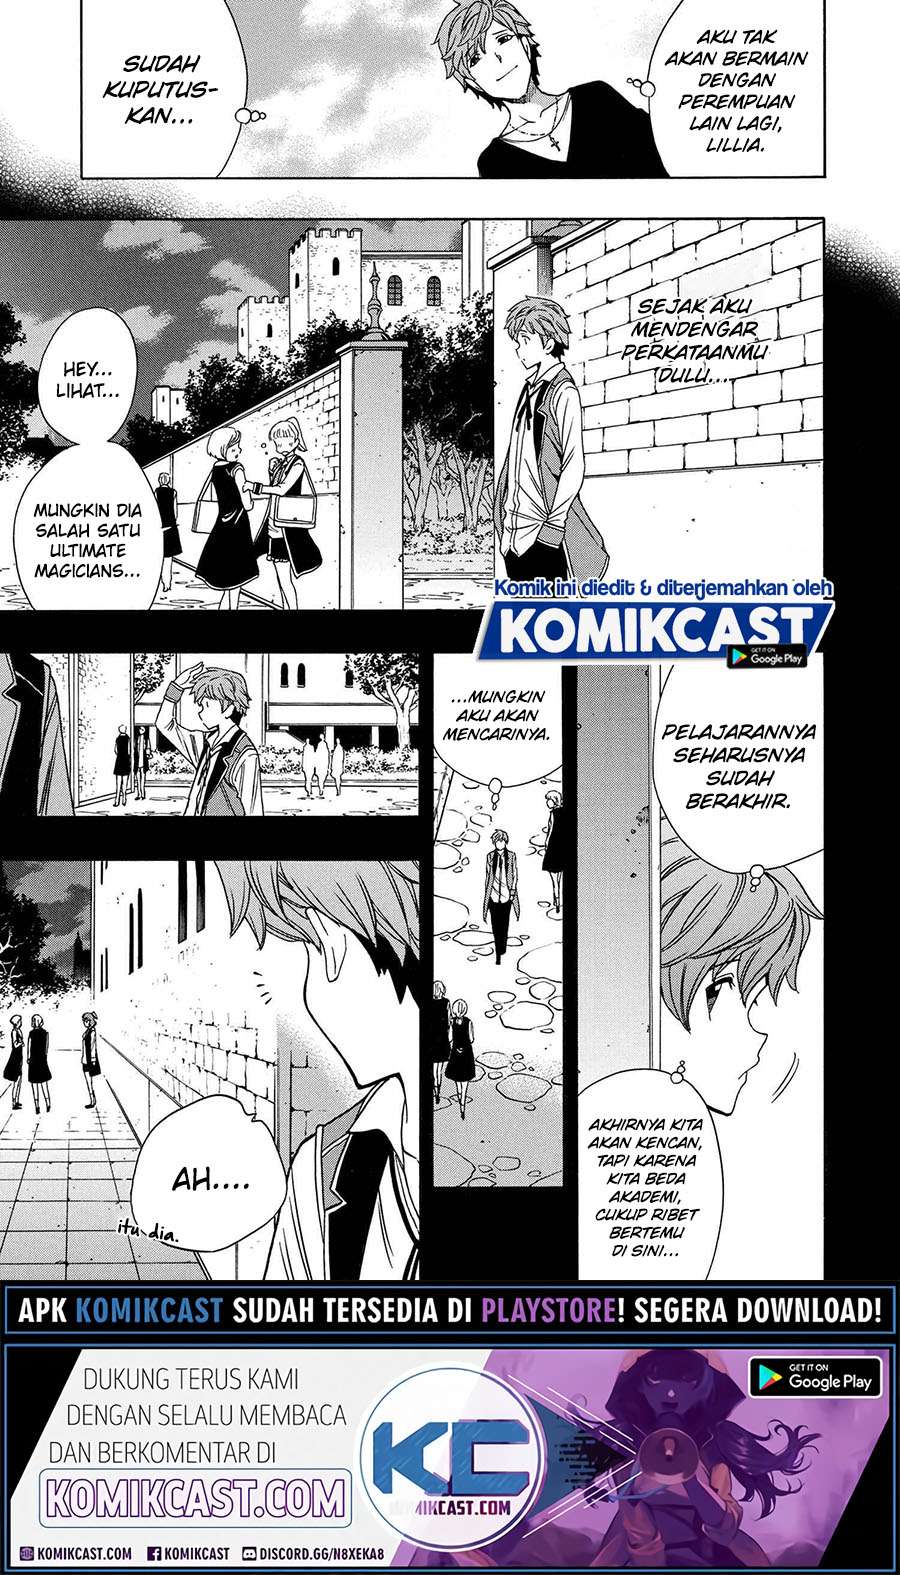 AKU TAK
AKAN BERMAIN
DENGAN
PEREMPUAN
LAIN LAGI,
LILLIA.
SUDAH
KUPUTUS-
KAN...
SEJAK AKU
MENDENGAR
PERKATAANMU
DULU...
HEY...
LIHAT...
MUNGKIN DIA
SALAH SATU
ULTIMATE
MAGICIANS...
Komik ini diedit & diterjemahkan oleh
KOMIKCAST
GET IT ON
Google Play
PELAJARANNYA
SEHARUSNYA
SUDAH
BERAKHIR.
AKHIRNYA KITA
AKAN KENCAN,
TAPI KARENA
KITA BEDA
AKADEMI,
CUKUP RIBET
BERTEMU
DI SINI...
...MUNGKIN
AKU AKAN
MENCARINYA.
AH....
itu dia.
APK KOMIKCAST SUDAH TERSEDIA DI PLAYSTORE! SEGERA DOWNLOAD!
DUKUNG TERUS KAMI
DENGAN SELALU MEMBACA
DAN BERKOMENTAR DI
KOMIKCAST.COM
KOMIKCAST.COM KOMIKCAST DISCORD.GG/N8XEKA8
KC
GET IT ON
Google Play